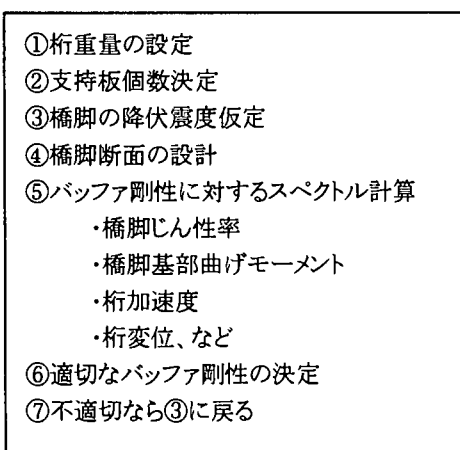 ①桁重量の設定
②支持板個数決定
③橋脚の降伏震度仮定
④橋脚断面の設計
⑤バッファ剛性に対するスペクトル計算
・橋脚じん性率
・橋脚基部曲げモーメント
・桁加速度
・桁変位、など
⑥適切なバッファ剛性の決定
⑦不適切なら③に戻る